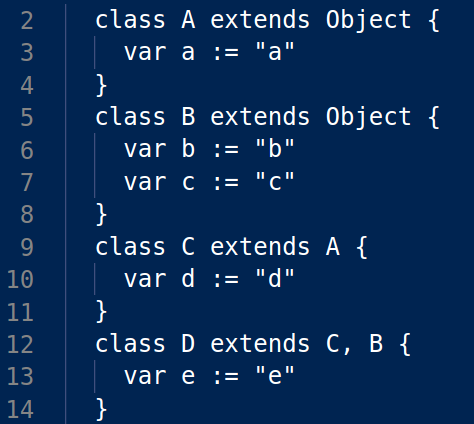 2 class A extends Object {
3 var a := "a"
4 }
5 class B extends Object {
6 var b := "b"
7 var c := "c"
8 }
9 class C extends A {
10 var d := "d"
11 }
12 class D extends C, B {
13 var e := "e"
14 }